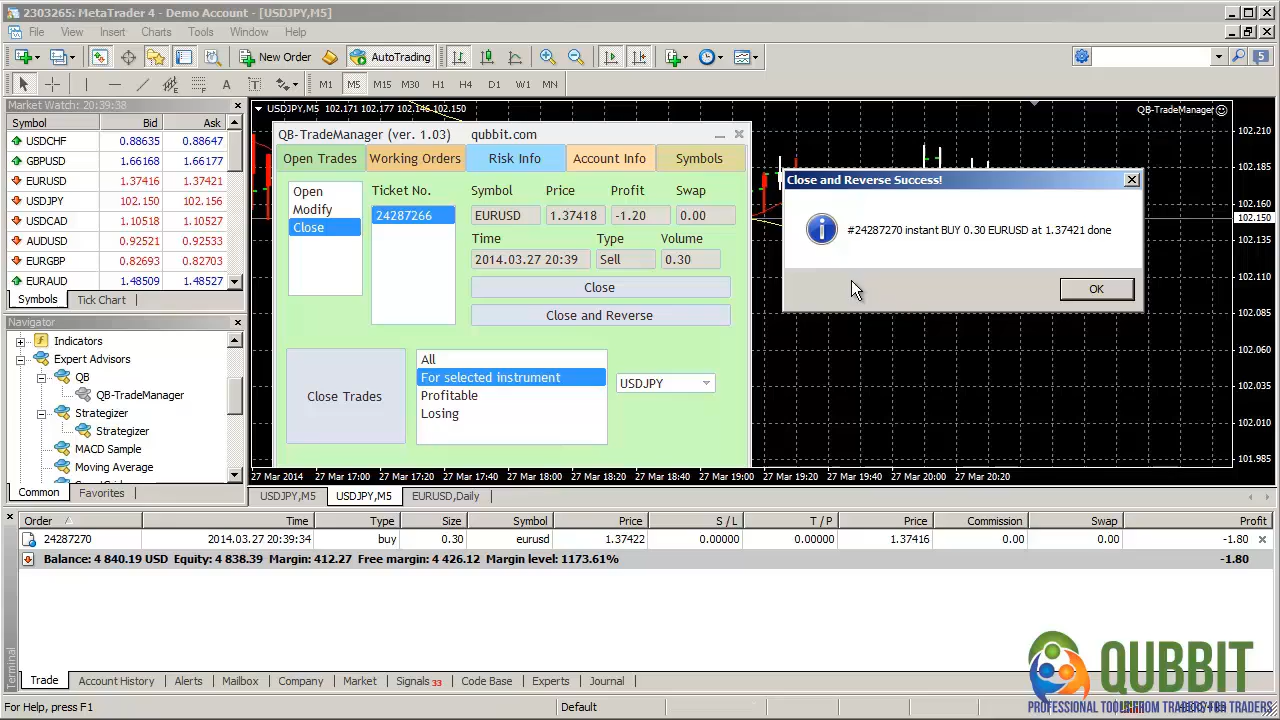 2303265: MetaTrader 4 - Demo Account - [USDJPY,M5]
File View Insert Charts Tools Window Help
New Order AutoTrading
5
A T M1 M5 M15 M30 H1 H4 D1 W1 MN
Market Watch: 20:39:38
Symbol Bid Ask
USDCHF 0.88635 0.88647
GBPUSD 1.66168 1.66177
EURUSD 1.37416 1.37421
USDJPY 102.150 102.156
USDCAD 1.10518 1.10526
AUDUSD 0.92521 0.92533
EURGBP 0.82693 0.82703
EURAUD 1.48509 1.48527
Symbols Tick Chart
Navigator
Indicators
Expert Advisors
QB
QB-TradeManager
Strategizer
Strategizer
MACD Sample
Moving Average
Common Favorites
USDJPY,M5 102.171 102.177 102.146 102.150
QB-TradeManager
QB-TradeManager (ver. 1.03) qubbit.com
Open Trades Working Orders Risk Info Account Info Symbols
Open
Modify
Close
Ticket No. Symbol Price Profit Swap
24287266 EURUSD 1.37418 -1.20 0.00
Time Type Volume
2014.03.27 20:39 Sell 0.30
Close
Close and Reverse
Close Trades
All
For selected instrument
Profitable
Losing
USDJPY
Close and Reverse Success!
#24287270 instant BUY 0.30 EURUSD at 1.37421 done
OK
102.210
102.185
102.160
102.150
102.135
102.110
102.085
102.060
102.035
102.010
101.985
27 Mar 2014 27 Mar 17:00 27 Mar 17:20 27 Mar 17:40 27 Mar 18:00 27 Mar 18:20 27 Mar 18:40 27 Mar 19:00 27 Mar 19:20 27 Mar 19:40 27 Mar 20:00 27 Mar 20:20
USDJPY,M5 USDJPY,M5 EURUSD,Daily
Order Time Type Size Symbol Price S / L T / P Price Commission Swap Profit
24287270 2014.03.27 20:39:34 buy 0.30 eurusd 1.37422 0.00000 0.00000 1.37416 0.00 0.00 -1.80
Balance: 4 840.19 USD Equity: 4 838.39 Margin: 412.27 Free margin: 4 426.12 Margin level: 1173.61% -1.80
Terminal
Trade Account History Alerts Mailbox Company Market Signals 33 Code Base Experts Journal
QUBBIT
PROFESSIONAL TOOLS FROM TRADERS TO TRADERS
For Help, press F1 Default